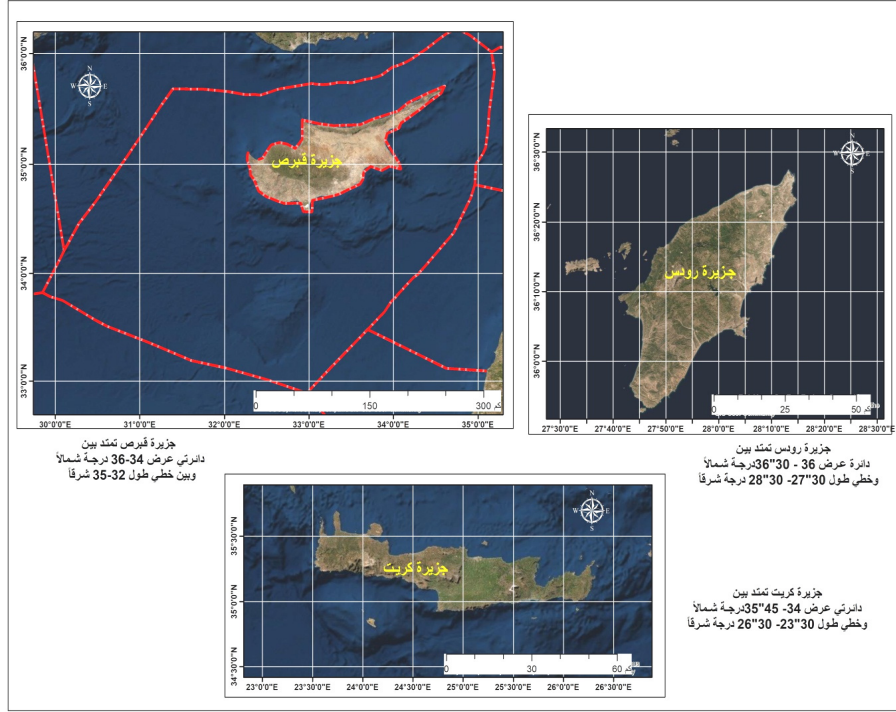 36°0'0"N
35°0'0"N
34°0'0"N
33°0'0"N
N
W E
S
جزيرة قبرص
0 150 300 كم
30°0'0"E 31°0'0"E 32°0'0"E 33°0'0"E 34°0'0"E 35°0'0"E
جزيرة قبرص تمتد بين
دائرتي عرض 34-36 درجة شمالاً
وبين خطي طول 32-35 شرقاً
36°30'0"N
36°20'0"N
36°10'0"N
36°0'0"N
N
W E
S
جزيرة رودس
0 25 50 كم
27°30'0"E 27°40'0"E 27°50'0"E 28°0'0"E 28°10'0"E 28°20'0"E 28°30'0"E
جزيرة رودس تمتد بين
دائرة عرض 36 - 30"36درجة شمالاً
وخطي طول 30"27- 30"28 درجة شرقاً
35°30'0"N
35°0'0"N
34°30'0"N
N
W E
S
جزيرة كريت
0 30 60 كم
23°0'0"E 23°30'0"E 24°0'0"E 24°30'0"E 25°0'0"E 25°30'0"E 26°0'0"E 26°30'0"E
جزيرة كريت تمتد بين
دائرتي عرض 34- 45"35درجة شمالاً
وخطي طول 30"23- 30"26 درجة شرقاً